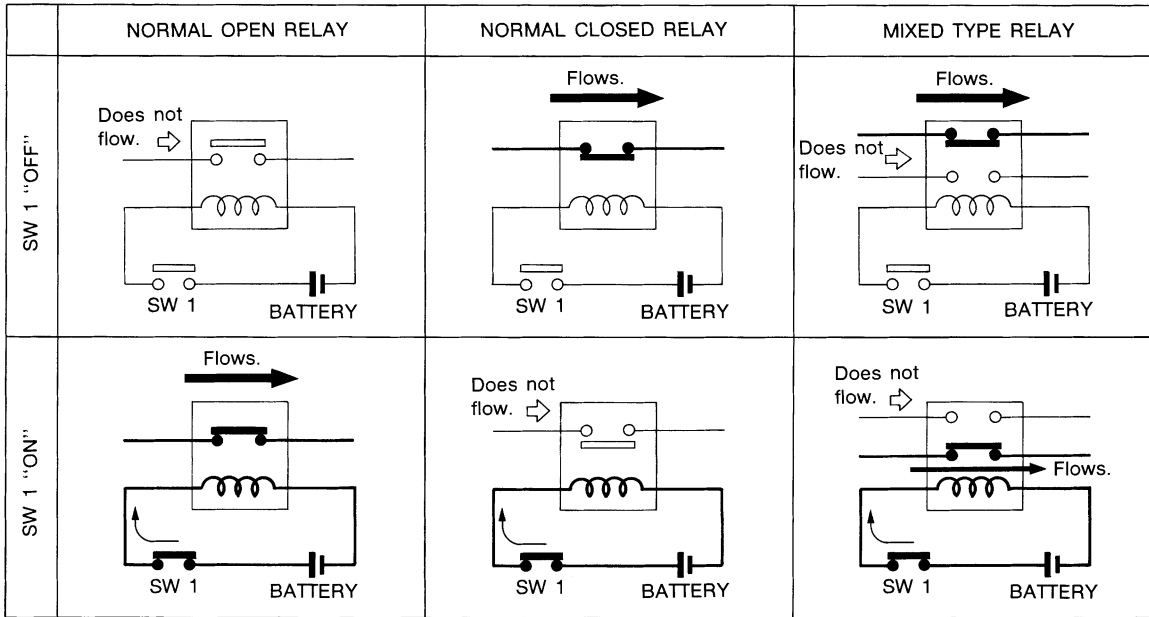 NORMAL OPEN RELAY
NORMAL CLOSED RELAY
MIXED TYPE RELAY
SW 1 "OFF"
Does not
flow.
SW 1
BATTERY
Flows.
SW 1
BATTERY
Flows.
Does not
flow.
SW 1
BATTERY
SW 1 "ON"
Flows.
SW 1
BATTERY
Does not
flow.
SW 1
BATTERY
Does not
flow.
Flows.
SW 1
BATTERY